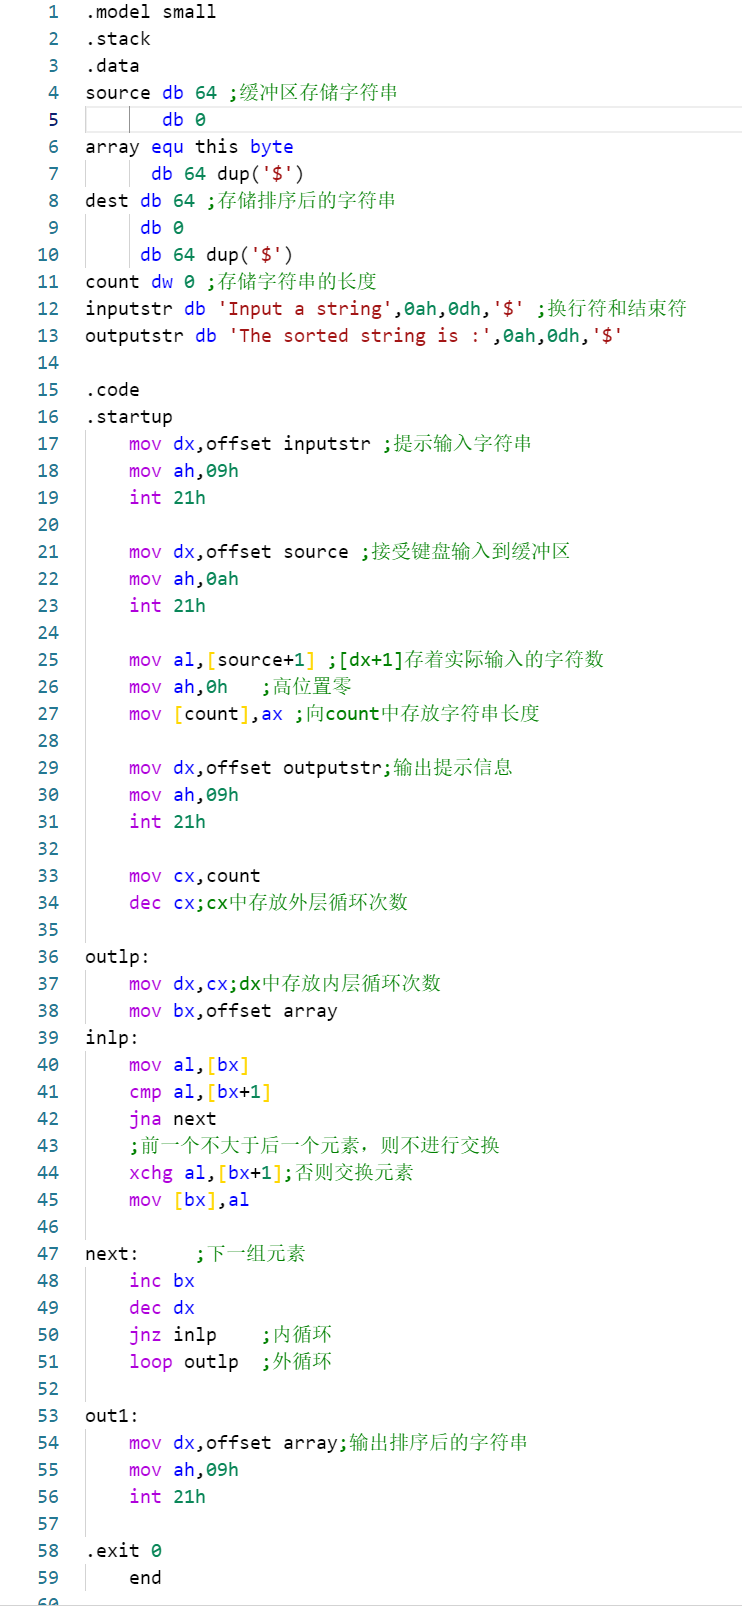 1 .model small
2 .stack
3 .data
4 source db 64 ;缓冲区存储字符串
5 db 0
6 array equ this byte
7 db 64 dup('$')
8 dest db 64 ;存储排序后的字符串
9 db 0
10 db 64 dup('$')
11 count dw 0 ;存储字符串的长度
12 inputstr db 'Input a string',0ah,0dh,'$' ;换行符和结束符
13 outputstr db 'The sorted string is :',0ah,0dh,'$'
14
15 .code
16 .startup
17 mov dx,offset inputstr ;提示输入字符串
18 mov ah,09h
19 int 21h
20
21 mov dx,offset source ;接受键盘输入到缓冲区
22 mov ah,0ah
23 int 21h
24
25 mov al,[source+1] ;[dx+1]存着实际输入的字符数
26 mov ah,0h ;高位置零
27 mov [count],ax ;向count中存放字符串长度
28
29 mov dx,offset outputstr;输出提示信息
30 mov ah,09h
31 int 21h
32
33 mov cx,count
34 dec cx;cx中存放外层循环次数
35
36 outlp:
37 mov dx,cx;dx中存放内层循环次数
38 mov bx,offset array
39 inlp:
40 mov al,[bx]
41 cmp al,[bx+1]
42 jna next
43 ;前一个不大于后一个元素，则不进行交换
44 xchg al,[bx+1];否则交换元素
45 mov [bx],al
46
47 next: ;下一组元素
48 inc bx
49 dec dx
50 jnz inlp ;内循环
51 loop outlp ;外循环
52
53 out1:
54 mov dx,offset array;输出排序后的字符串
55 mov ah,09h
56 int 21h
57
58 .exit 0
59 end
60